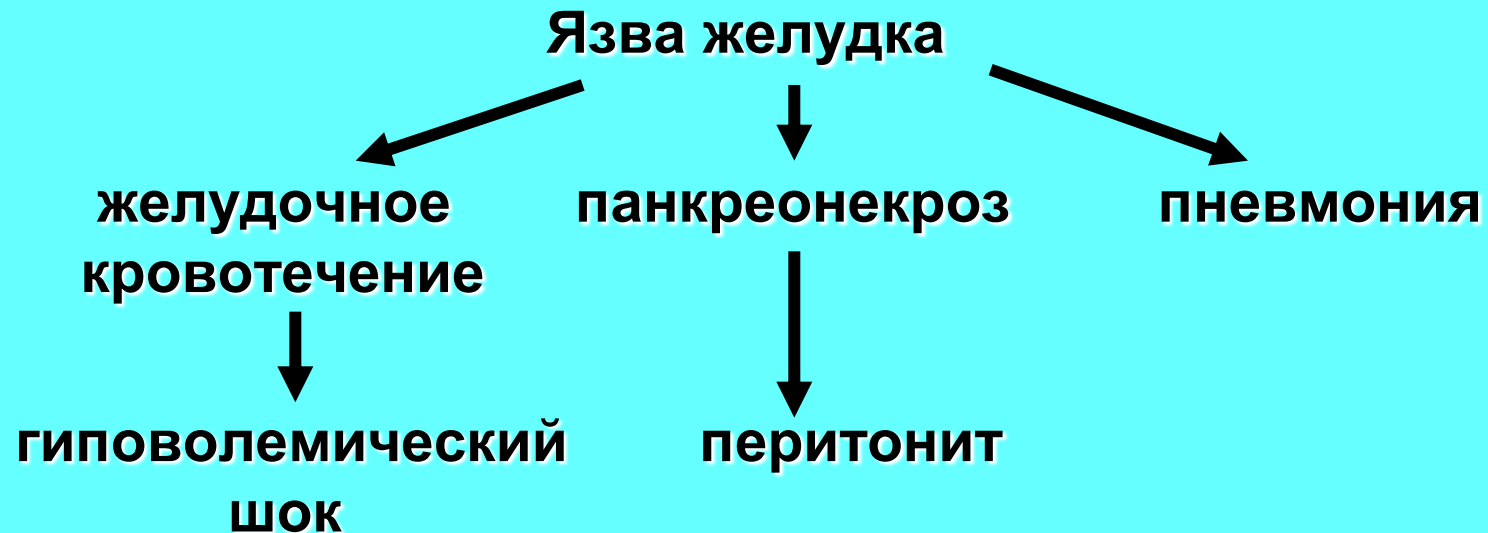 Язва желудка
желудочное
кровотечение
панкреонекроз
пневмония
гиповолемический
шок
перитонит